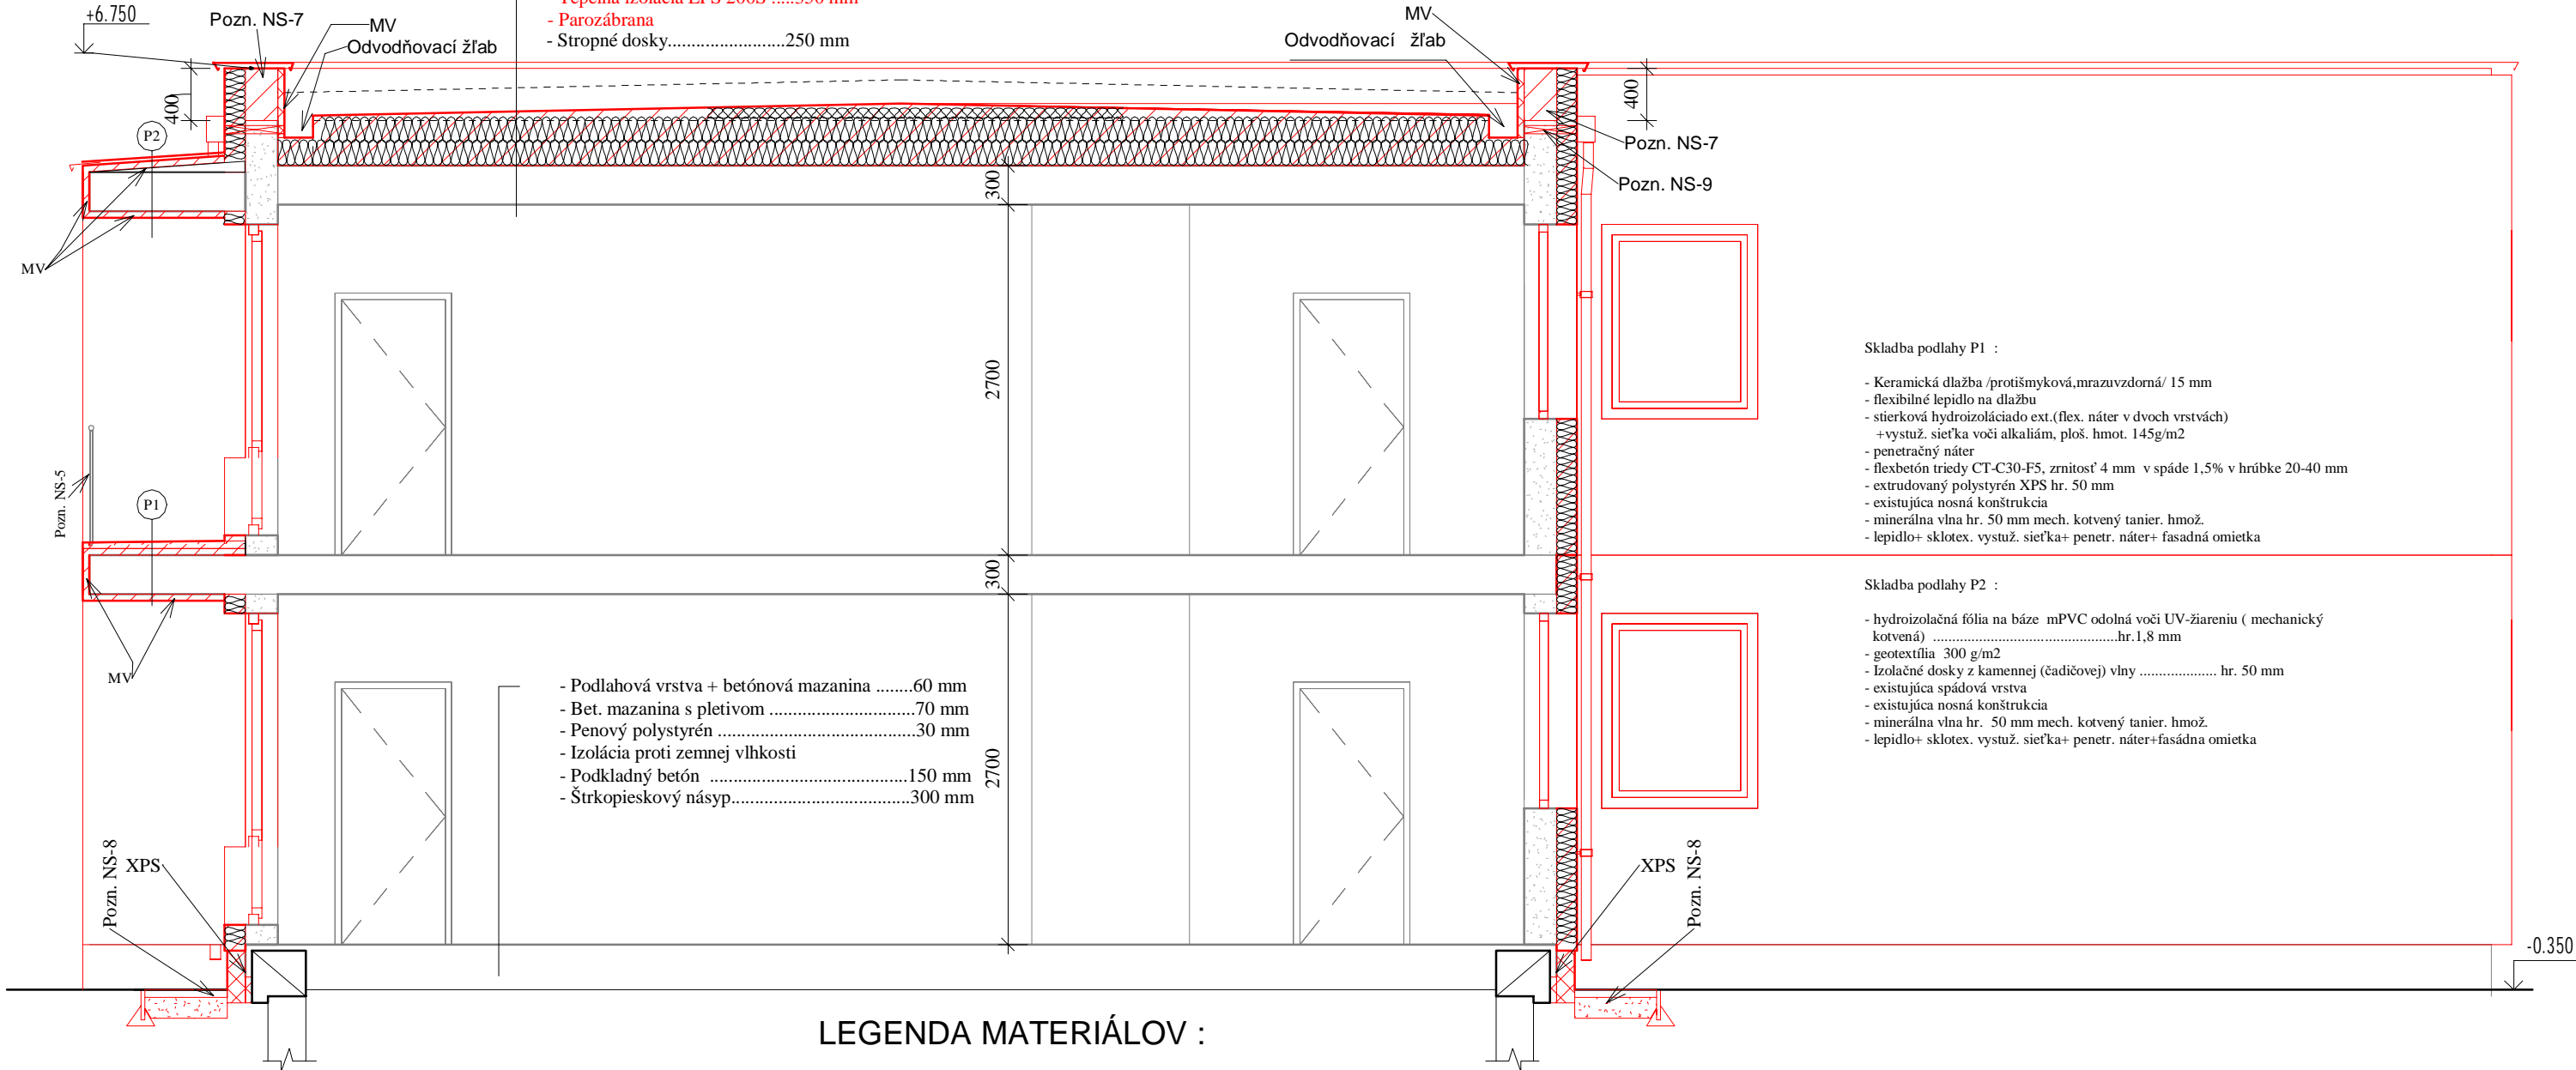 +6.750
Pozn. NS-7
MV
Odvodňovací žľab
- Tepelná izolácia EPS 200S .....350 mm
- Parozábrana
- Stropné dosky.........................250 mm
MV
Odvodňovací žľab
400
400
P2
Pozn. NS-7
Pozn. NS-9
300
MV
2700
Pozn. NS-5
P1
300
MV
2700
Skladba podlahy P1 :
- Keramická dlažba /protišmyková,mrazuvzdorná/ 15 mm
- flexibilné lepidlo na dlažbu
- stierková hydroizoláciado ext.(flex. náter v dvoch vrstvách)
+vystuž. sieťka voči alkaliám, ploš. hmot. 145g/m2
- penetračný náter
- flexbetón triedy CT-C30-F5, zrnitosť 4 mm v spáde 1,5% v hrúbke 20-40 mm
- extrudovaný polystyrén XPS hr. 50 mm
- existujúca nosná konštrukcia
- minerálna vlna hr. 50 mm mech. kotvený tanier. hmož.
- lepidlo+ sklotex. vystuž. sieťka+ penetr. náter+ fasadná omietka
Skladba podlahy P2 :
- hydroizolačná fólia na báze mPVC odolná voči UV-žiareniu ( mechanický
kotvená) ................................................hr.1,8 mm
- geotextília 300 g/m2
- Izolačné dosky z kamennej (čadičovej) vlny .................... hr. 50 mm
- existujúca spádová vrstva
- existujúca nosná konštrukcia
- minerálna vlna hr. 50 mm mech. kotvený tanier. hmož.
- lepidlo+ sklotex. vystuž. sieťka+ penetr. náter+fasádna omietka
- Podlahová vrstva + betónová mazanina ........60 mm
- Bet. mazanina s pletivom ...............................70 mm
- Penový polystyrén ..........................................30 mm
- Izolácia proti zemnej vlhkosti
- Podkladný betón ..........................................150 mm
- Štrkopieskový násyp......................................300 mm
Pozn. NS-8
XPS
XPS
Pozn. NS-8
-0.350
LEGENDA MATERIÁLOV :